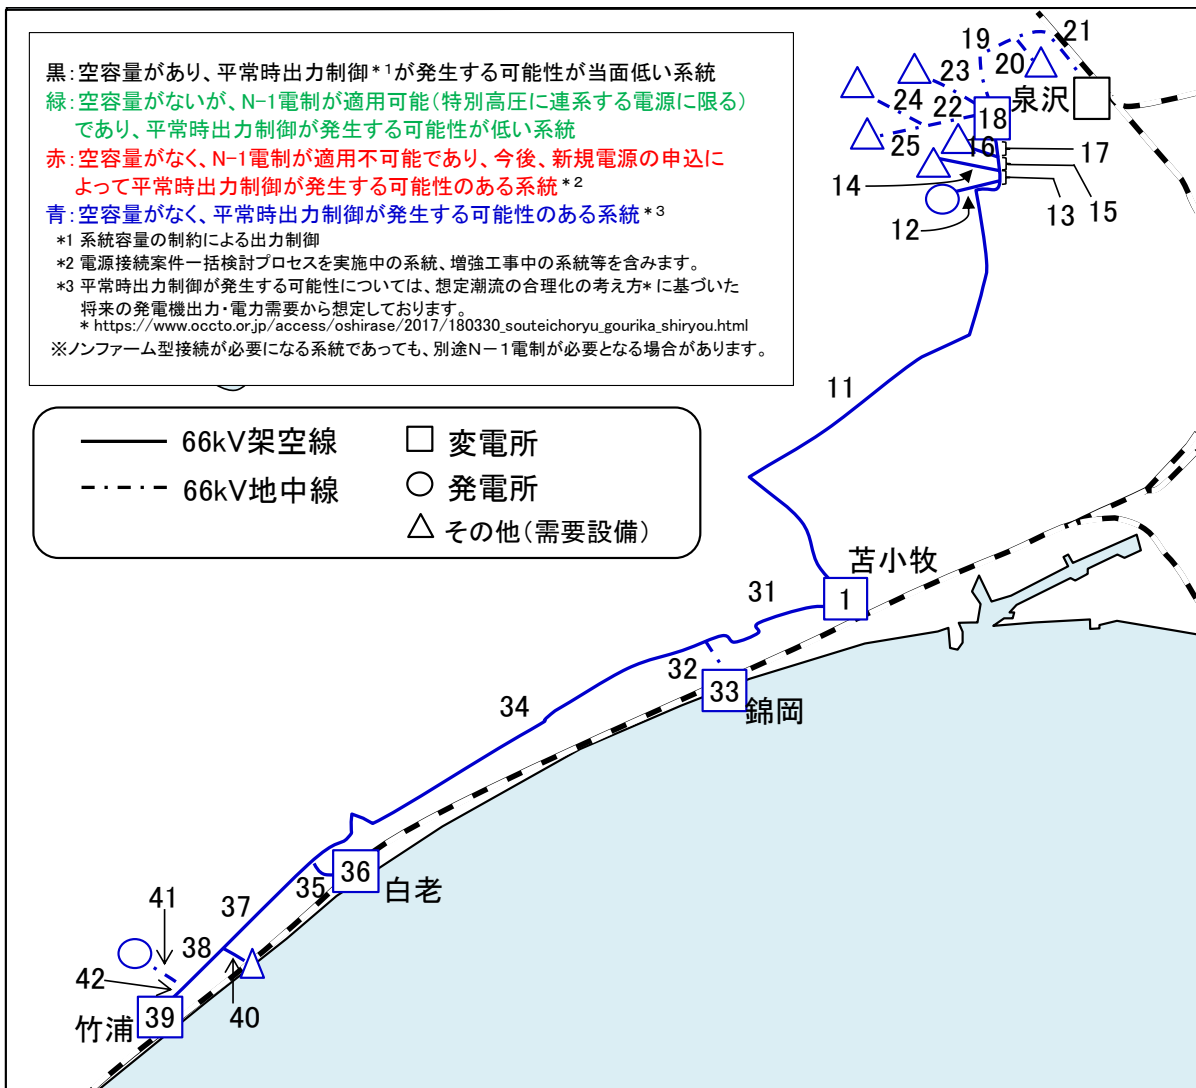 黒:空容量があり、平常時出力制御*1が発生する可能性が当面低い系統
緑:空容量がないが、N-1電制が適用可能(特別高圧に連系する電源に限る)
であり、平常時出力制御が発生する可能性が低い系統
赤:空容量がなく、N-1電制が適用不可能であり、今後、新規電源の申込に
よって平常時出力制御が発生する可能性のある系統*2
青:空容量がなく、平常時出力制御が発生する可能性のある系統*3
*1 系統容量の制約による出力制御
*2 電源接続案件一括検討プロセスを実施中の系統、増強工事中の系統等を含みます。
*3 平常時出力制御が発生する可能性については、想定潮流の合理化の考え方* に基づいた
将来の発電機出力・電力需要から想定しております。
* https://www.occto.or.jp/access/oshirase/2017/180330_souteichoryu_gourika_shiryou.html
※ノンファーム型接続が必要になる系統であっても、別途N-1電制が必要となる場合があります。
66kV架空線
変電所
66kV地中線
発電所
その他(需要設備)
19
21
20
23
泉沢
24
22
18
25
16
17
14
15
13
12
11
苫小牧
31
1
32
33
錦岡
34
36
35
白老
37
41
38
42
40
竹浦
39